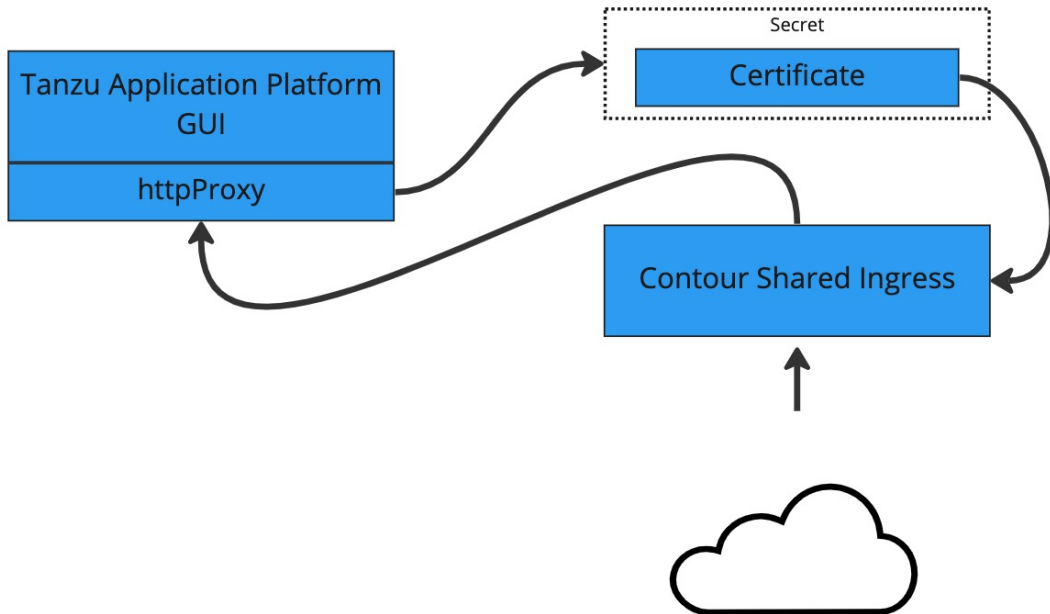 Tanzu Application Platform
GUI
httpProxy
Secret
Certificate
Contour Shared Ingress